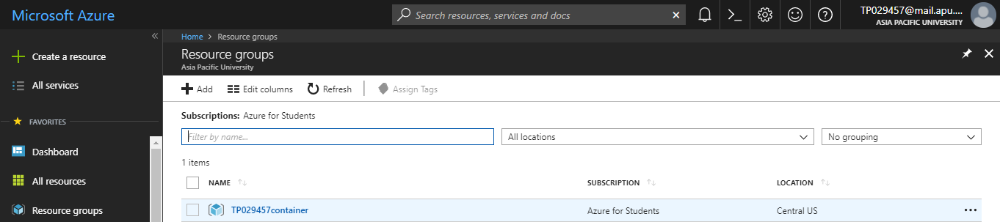 Microsoft Azure
Search resources, services and docs
TP029457@mail.apu....
ASIA PACIFIC UNIVERSITY
Create a resource
All services
FAVORITES
Dashboard
All resources
Resource groups
Home > Resource groups
Resource groups
Asia Pacific University
Add Edit columns Refresh Assign Tags
Subscriptions: Azure for Students
Filter by name... All locations No grouping
1 items
NAME SUBSCRIPTION LOCATION
TP029457container Azure for Students Central US